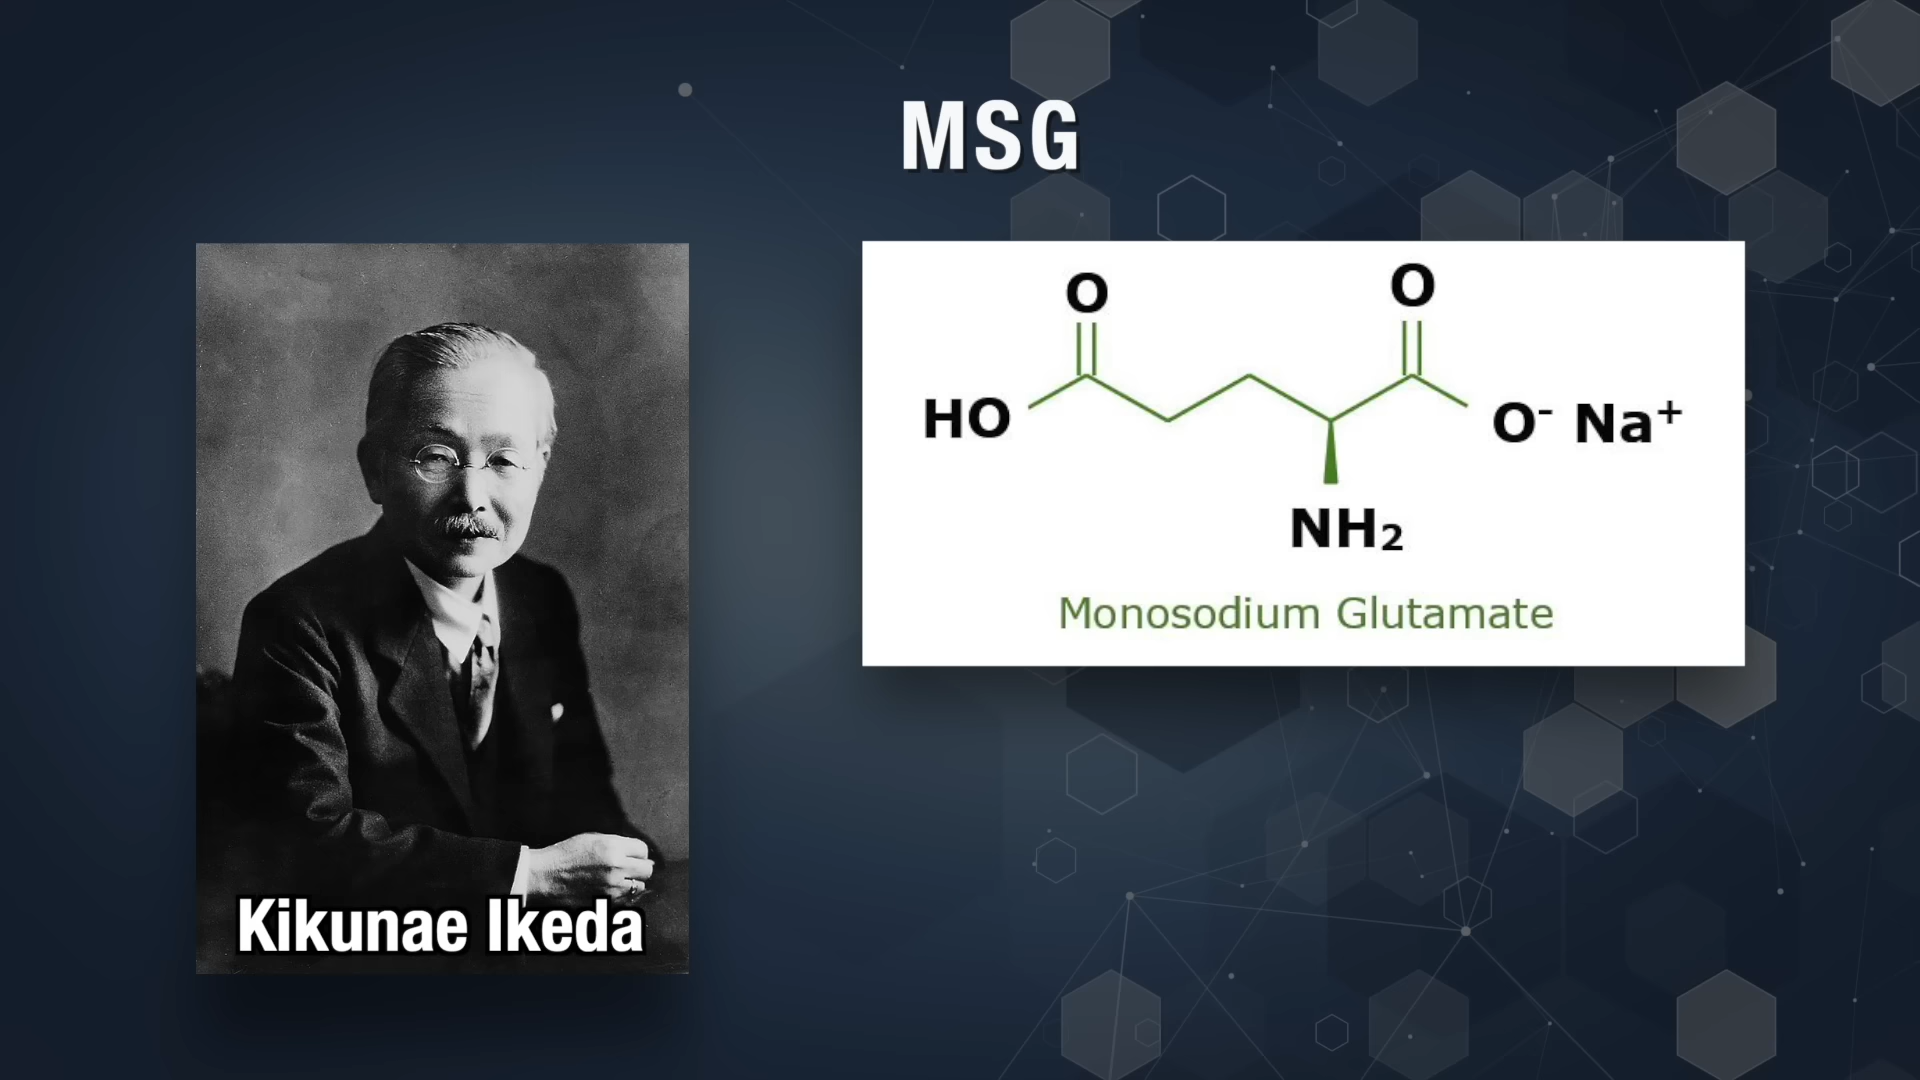 MSG
O
O
HO
O⁻ Na⁺
NH₂
Monosodium Glutamate
Kikunae Ikeda